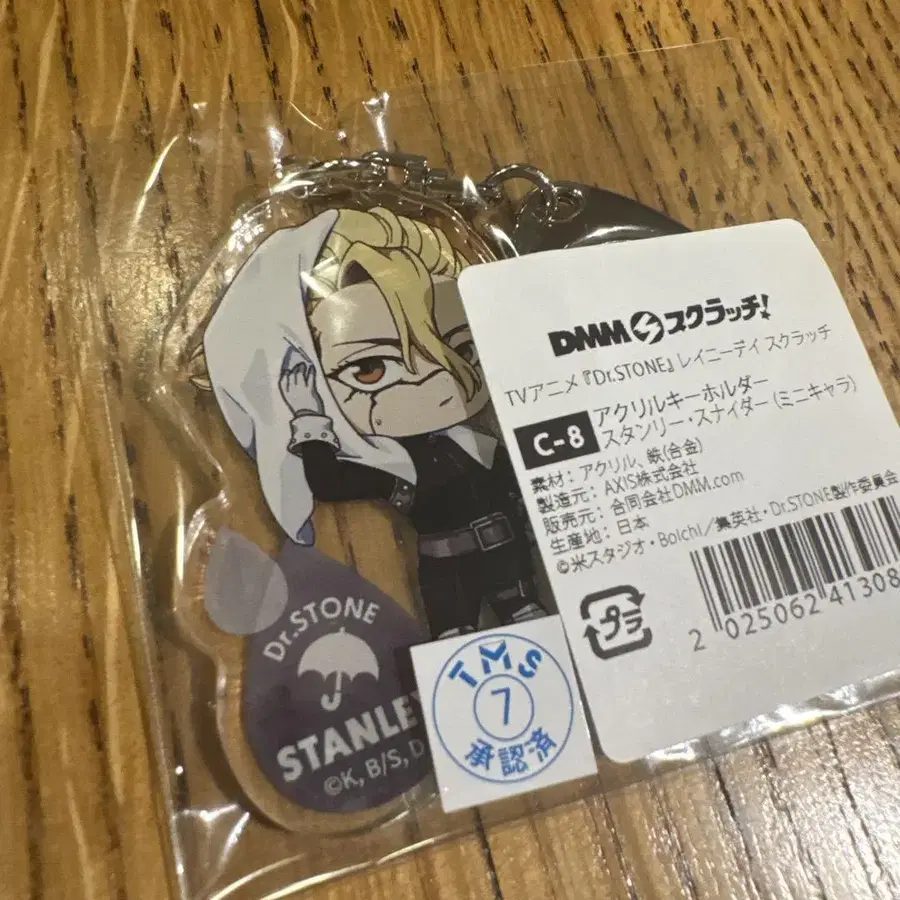 DMMスクラッチ!
TVアニメ『Dr.STONE』レイニーデイ スクラッチ
C-8
アクリルキーホルダー
スタンリー・スナイダー (ミニキャラ)
素材: アクリル、鉄(合金)
製造元: AXIS株式会社
販売元: 合同会社DMM.com
生産地: 日本
©米スタジオ・Boichi／集英社・Dr.STONE製作委員会
プラ
2 025062 41308
Dr.STONE
STANLEY
©K, B/S, D
TMS
7
承認済